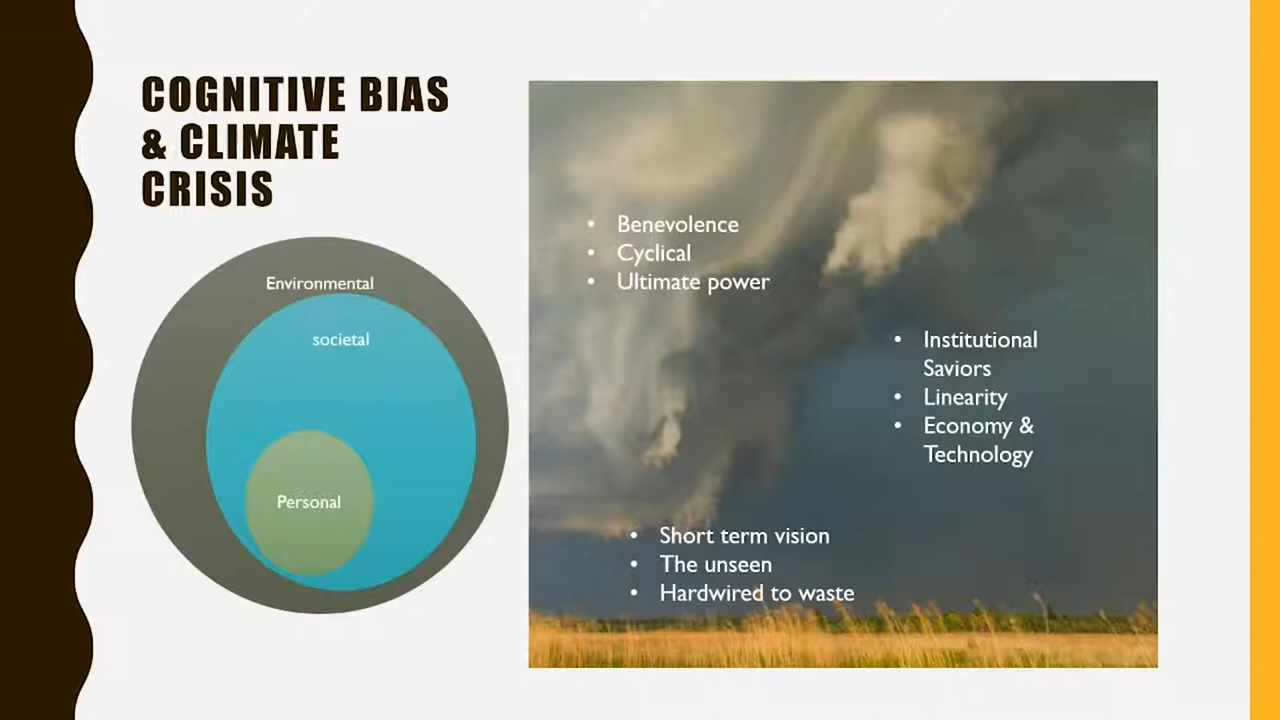 COGNITIVE BIAS
& CLIMATE
CRISIS
Environmental
societal
Personal
• Benevolence
• Cyclical
• Ultimate power
• Institutional
Saviors
• Linearity
• Economy &
Technology
• Short term vision
• The unseen
• Hardwired to waste